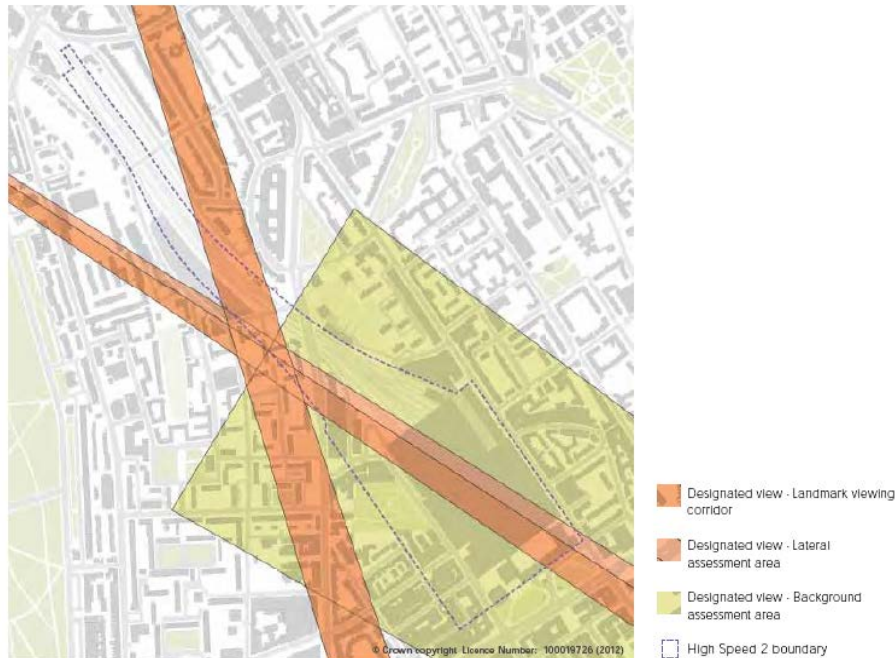 Designated view - Landmark viewing
corridor
Designated view - Lateral
assessment area
Designated view - Background
assessment area
High Speed 2 boundary
© Crown copyright Licence Number: 100019726 (2012)